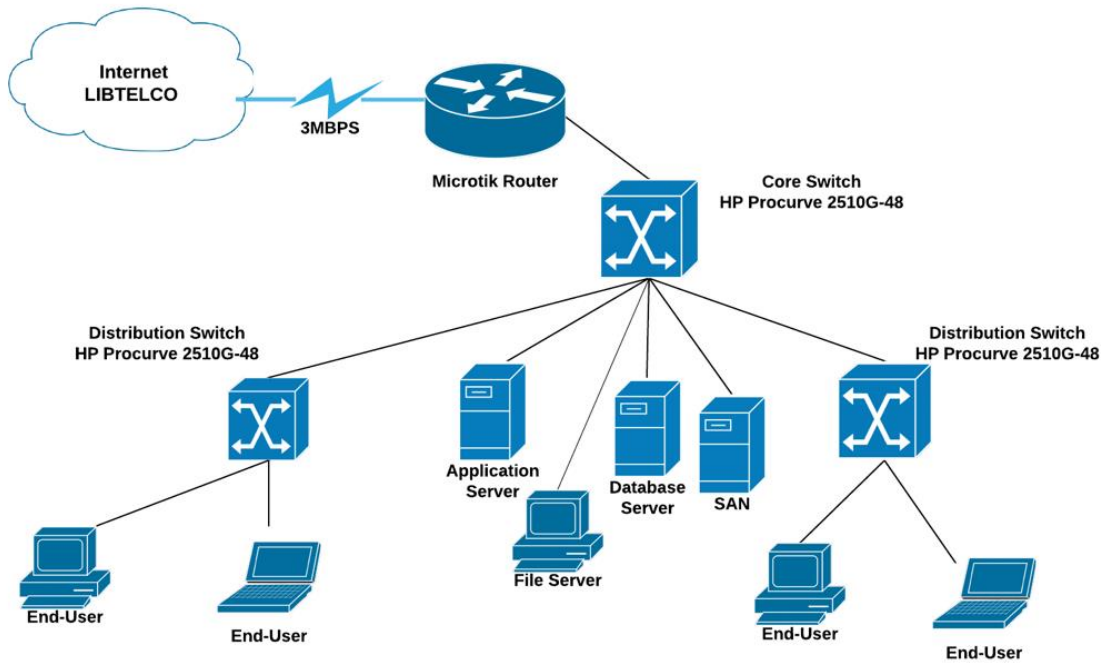 Internet
LIBTELCO
3MBPS
Microtik Router
Core Switch
HP Procurve 2510G-48
Distribution Switch
HP Procurve 2510G-48
Distribution Switch
HP Procurve 2510G-48
Application
Server
Database
Server
SAN
File Server
End-User
End-User
End-User
End-User